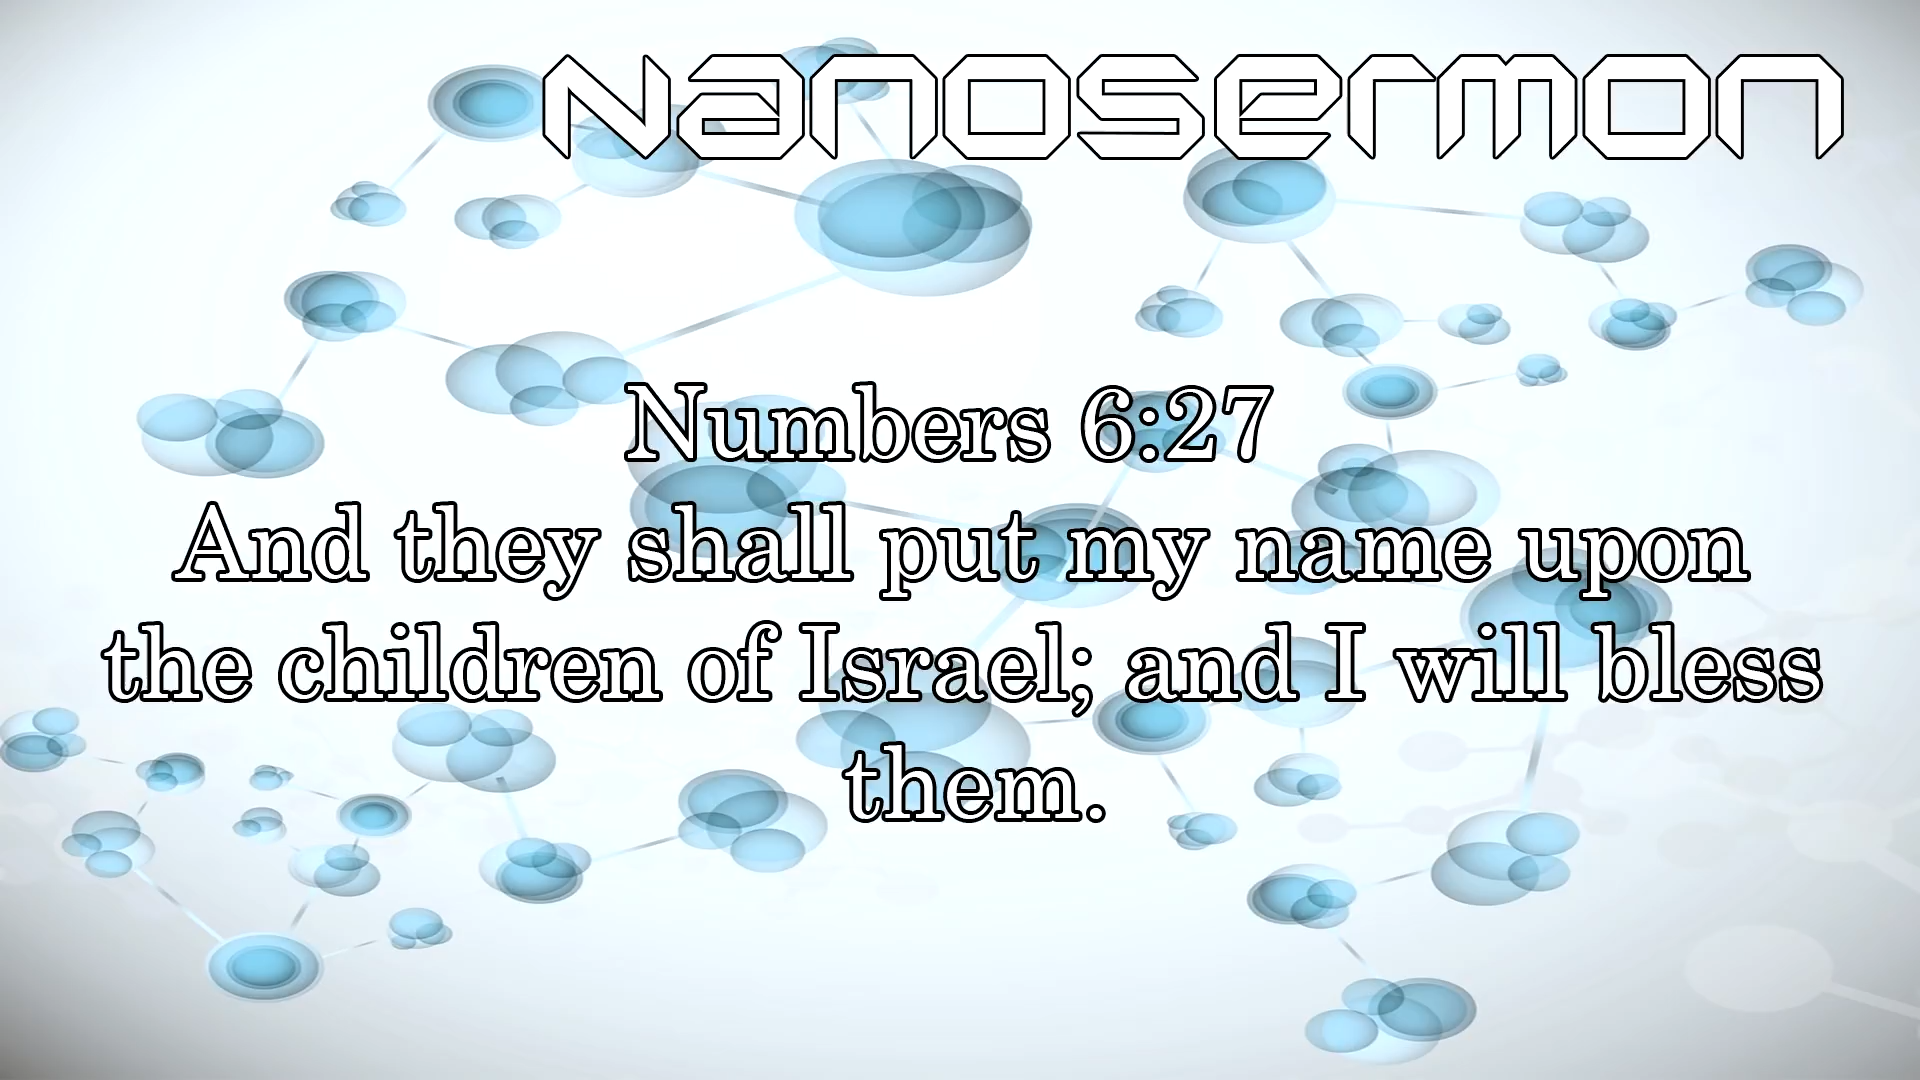 Nanosermon
Numbers 6:27
And they shall put my name upon
the children of Israel; and I will bless
them.